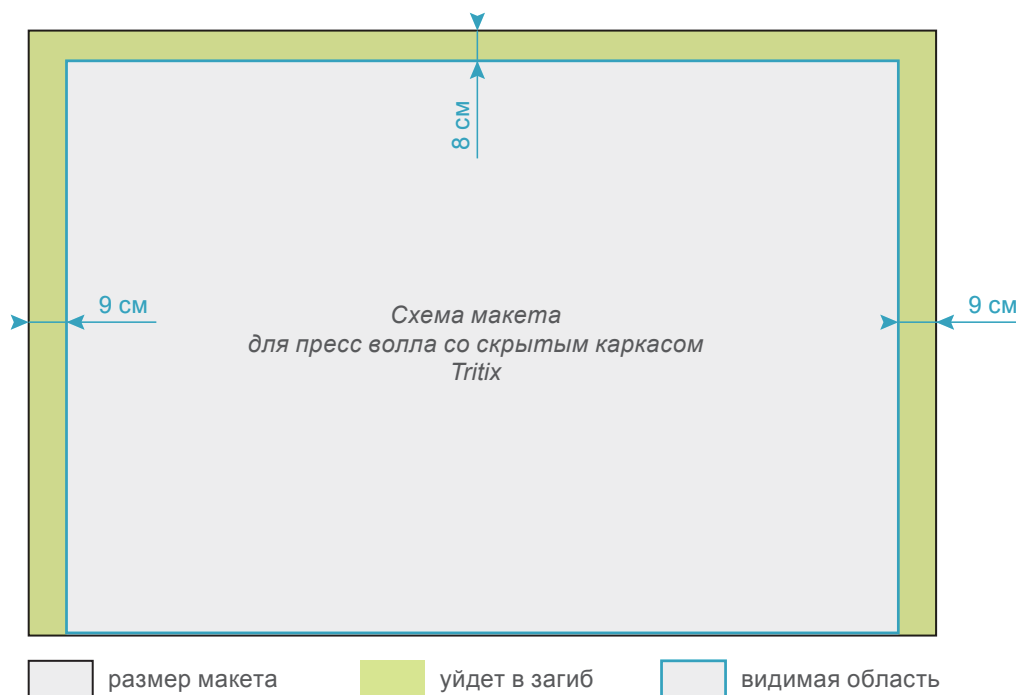 8 см
9 см
9 см
Схема макета
для пресс волла со скрытым каркасом
Tritix
размер макета
уйдет в загиб
видимая область